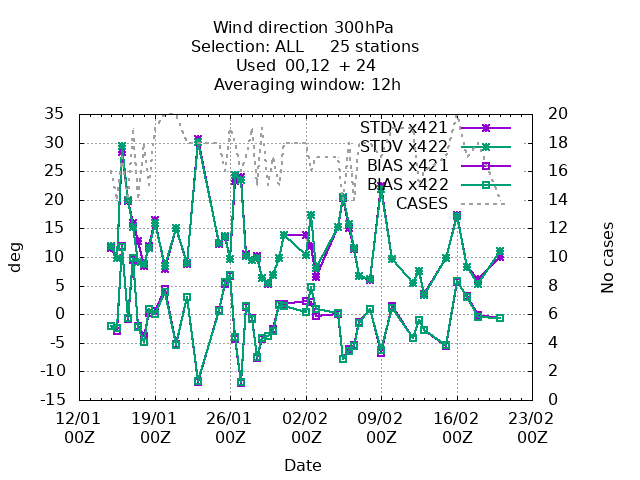 Wind direction 300hPa
Selection: ALL 25 stations
Used 00,12 + 24
Averaging window: 12h
35 20
30 18
25 16
20 14
15 12
10 10
5 8
0 6
-5 4
-10 2
-15 0
STDV x421
STDV x422
BIAS x421
BIAS x422
CASES
deg
No cases
12/01 19/01 26/01 02/02 09/02 16/02 23/02
00Z 00Z 00Z 00Z 00Z 00Z 00Z
Date